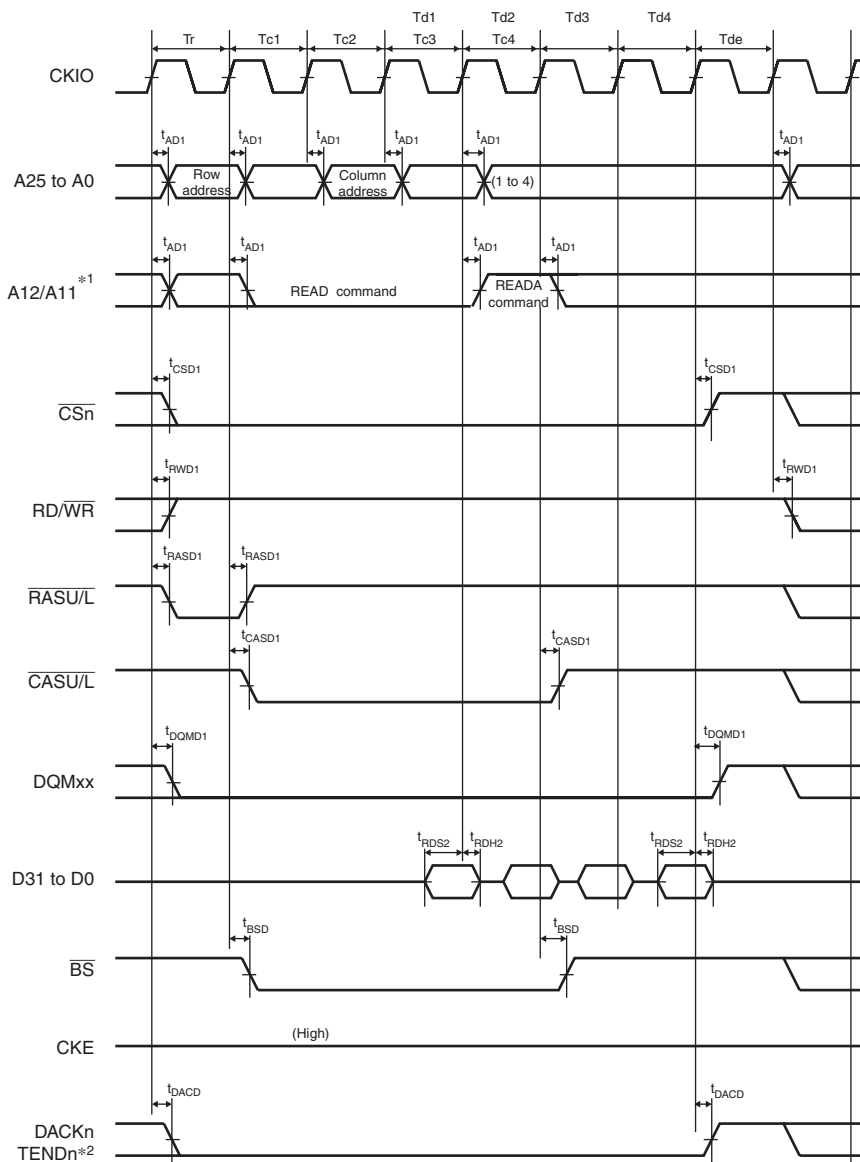 Td1 Td2 Td3 Td4
Tr Tc1 Tc2 Tc3 Tc4 Tde
CKIO
tAD1 tAD1 tAD1 tAD1 tAD1 tAD1
A25 to A0
Row address
Column address
(1 to 4)
tAD1 tAD1 tAD1 tAD1
A12/A11*1
READ command
READA command
tCSD1 tCSD1
CSn
tRWD1 tRWD1
RD/WR
tRASD1 tRASD1
RASU/L
tCASD1 tCASD1
CASU/L
tDQMD1 tDQMD1
DQMxx
tRDS2 tRDH2 tRDS2 tRDH2
D31 to D0
tBSD tBSD
BS
(High)
CKE
tDACD tDACD
DACKn
TENDn*2